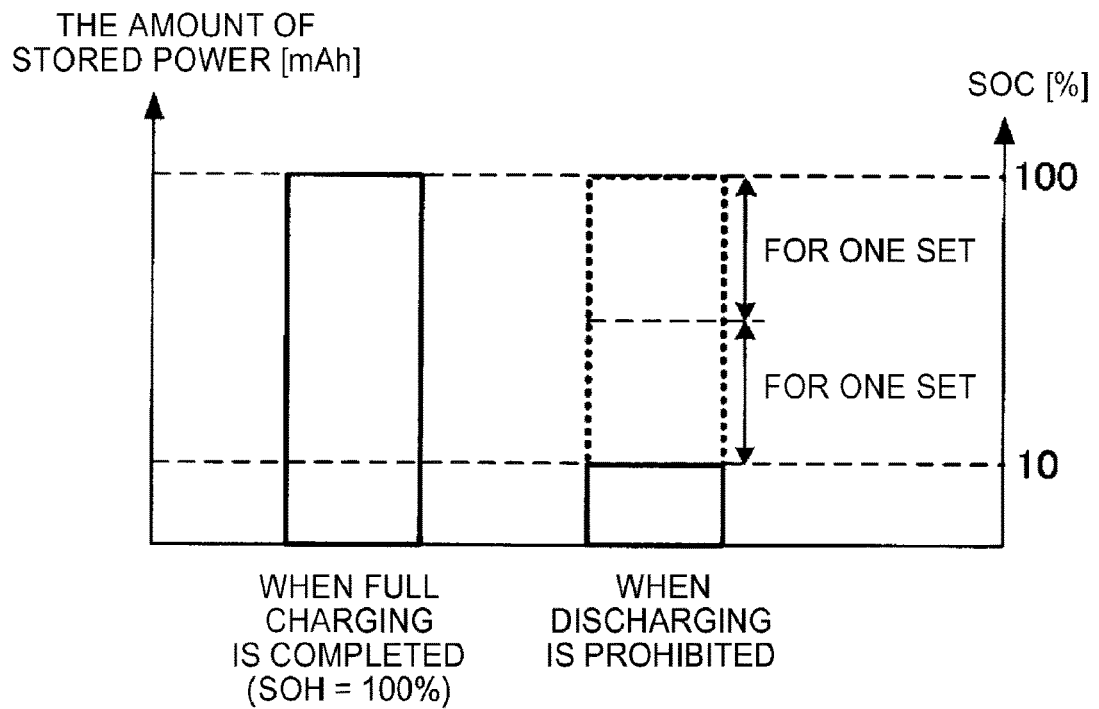 THE AMOUNT OF
STORED POWER [mAh]
SOC [%]
100
FOR ONE SET
FOR ONE SET
10
WHEN FULL
CHARGING
IS COMPLETED
(SOH = 100%)
WHEN
DISCHARGING
IS PROHIBITED